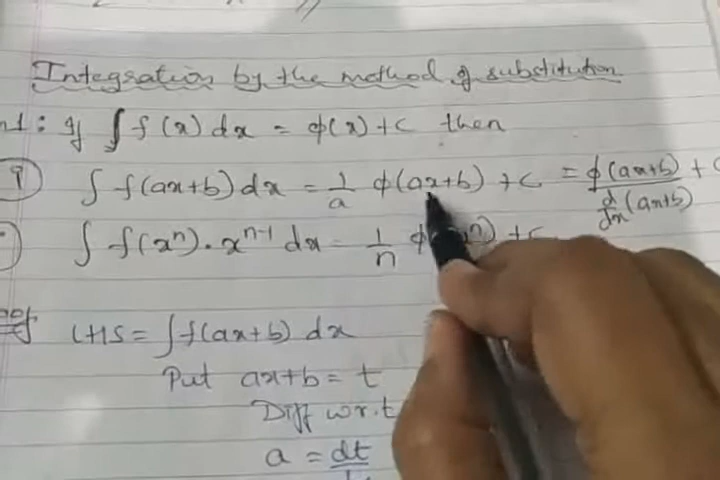 Integration by the method of substitution
: If ∫ f(x) dx = φ(x) + c then
∫ f(ax+b) dx = 1/a φ(ax+b) + c = φ(ax+b) / d/dx (ax+b) +
∫ f(xⁿ) · xⁿ⁻¹ dx = 1/n φ(xⁿ) + c
LHS = ∫ f(ax+b) dx
Put ax+b = t
Diff w.r.t
a = dt